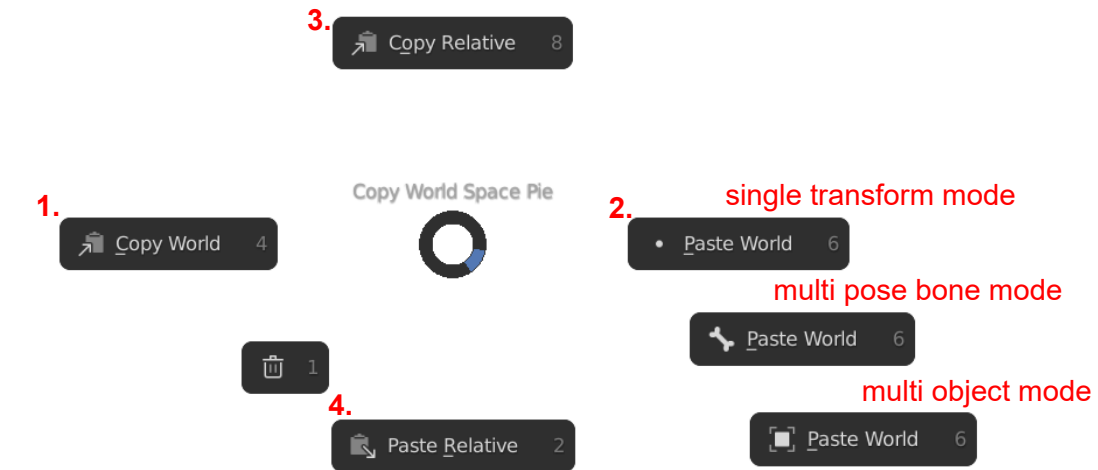 3.
Copy Relative 8
Copy World Space Pie
single transform mode
1.
2.
Copy World 4
Paste World 6
multi pose bone mode
Paste World 6
1
multi object mode
4.
Paste Relative 2
Paste World 6